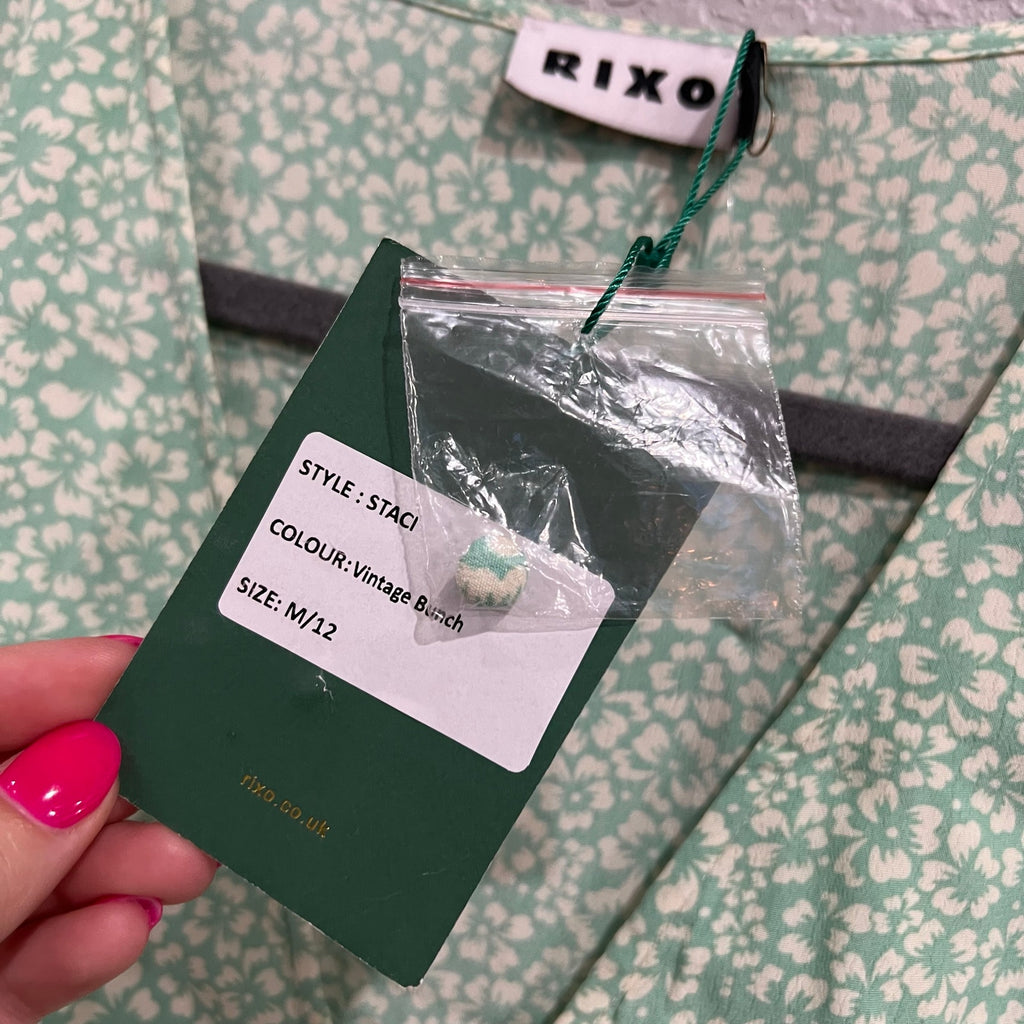 RIXO
STYLE : STACI
COLOUR: Vintage Bunch
SIZE: M/12
rixo.co.uk